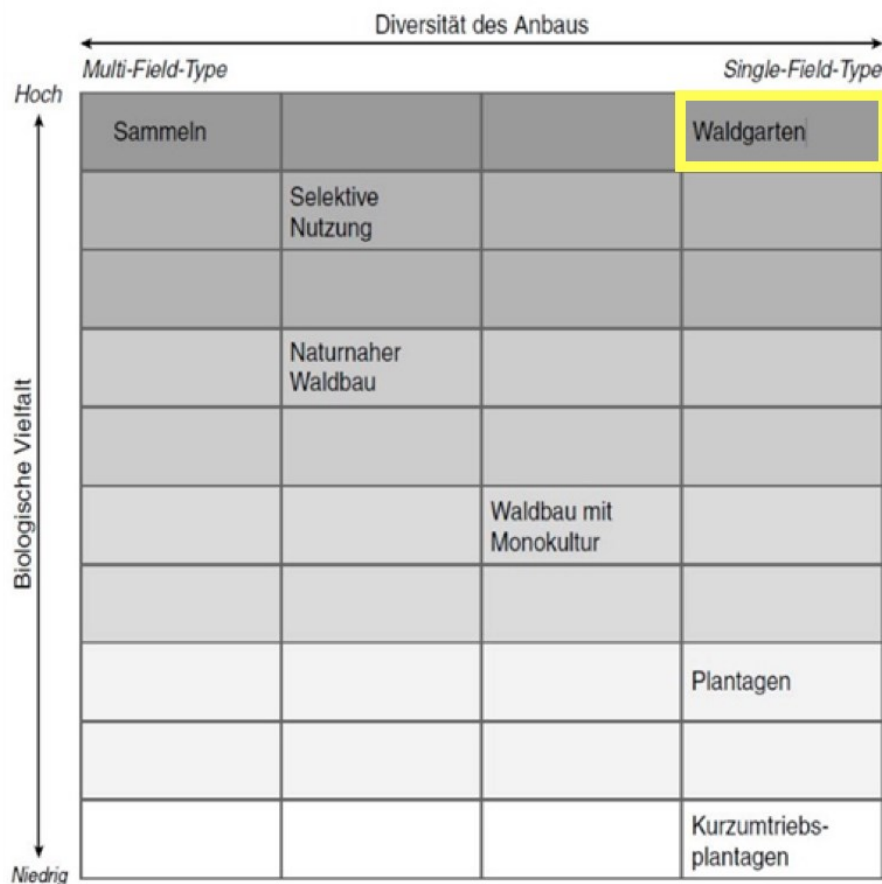 Diversität des Anbaus
Multi-Field-Type
Single-Field-Type
Hoch
Sammeln
Waldgarten
Selektive
Nutzung
Naturnaher
Waldbau
Biologische Vielfalt
Waldbau mit
Monokultur
Plantagen
Kurzumtriebs-
plantagen
Niedrig